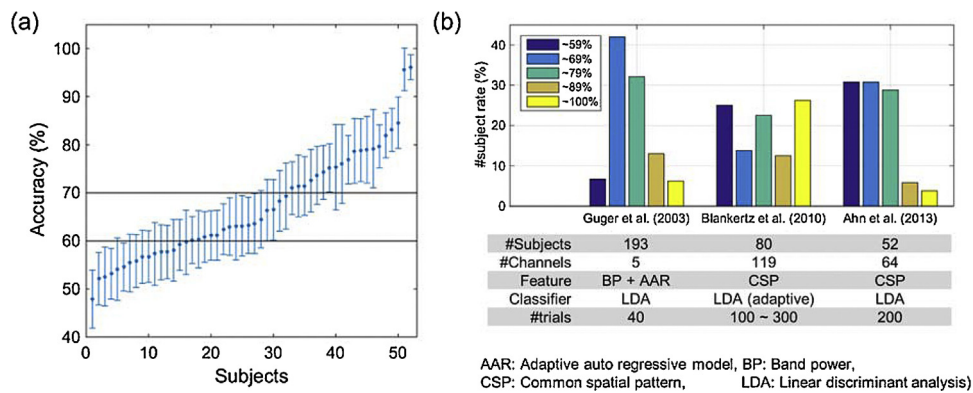 (a)
100
90
80
70
60
50
40
Accuracy (%)
0 10 20 30 40 50
Subjects
(b)
40
30
20
10
0
#subject rate (%)
~59%
~69%
~79%
~89%
~100%
Guger et al. (2003) Blankertz et al. (2010) Ahn et al. (2013)
#Subjects 193 80 52
#Channels 5 119 64
Feature BP + AAR CSP CSP
Classifier LDA LDA (adaptive) LDA
#trials 40 100 ~ 300 200
AAR: Adaptive auto regressive model, BP: Band power,
CSP: Common spatial pattern, LDA: Linear discriminant analysis)